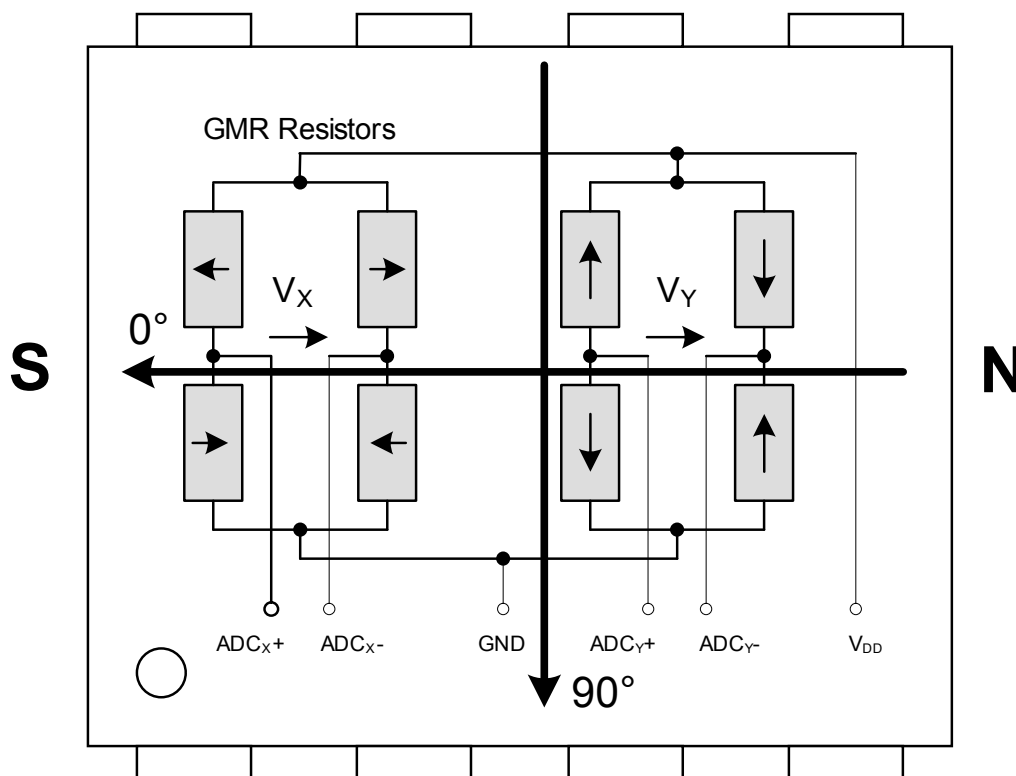 GMR Resistors
V_X
V_Y
0°
S
N
ADC_X+
ADC_X-
GND
ADC_Y+
ADC_Y-
V_DD
90°